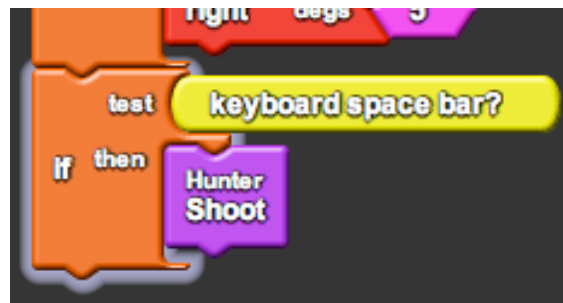 right degs 5
test keyboard space bar?
If then
Hunter
Shoot